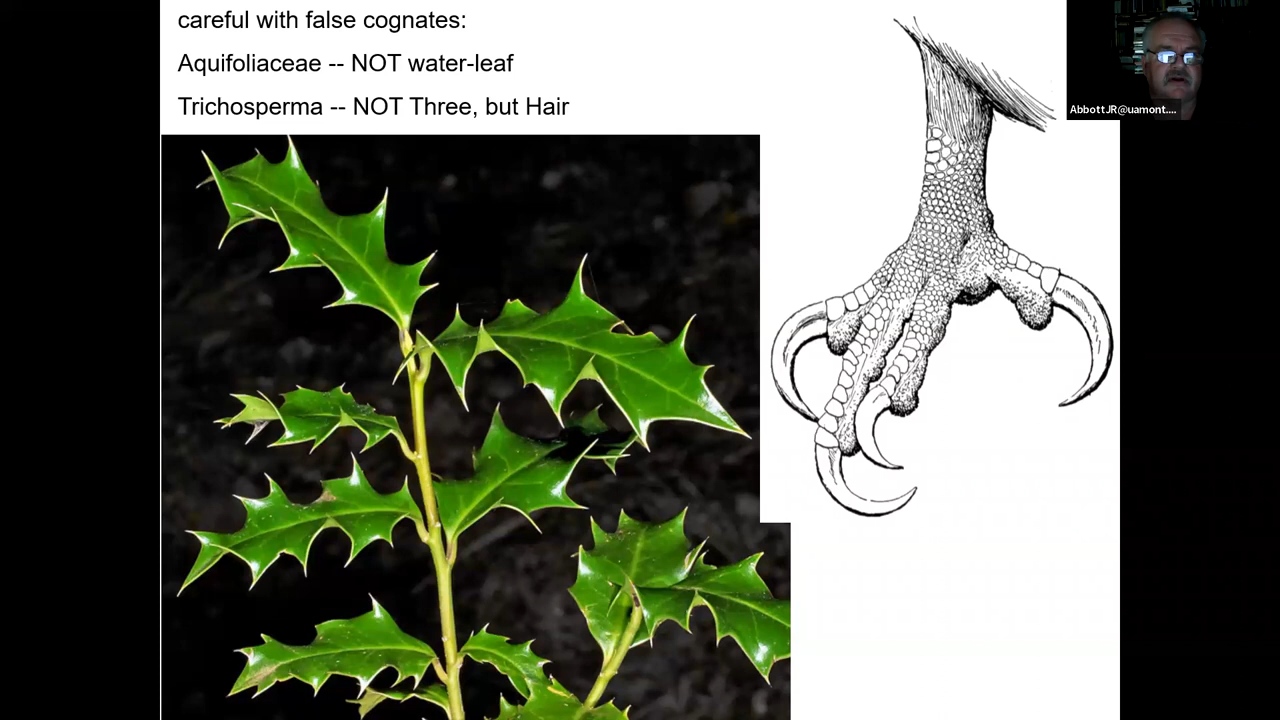 careful with false cognates:
Aquifoliaceae -- NOT water-leaf
Trichosperma -- NOT Three, but Hair
AbbottJR@uamont....